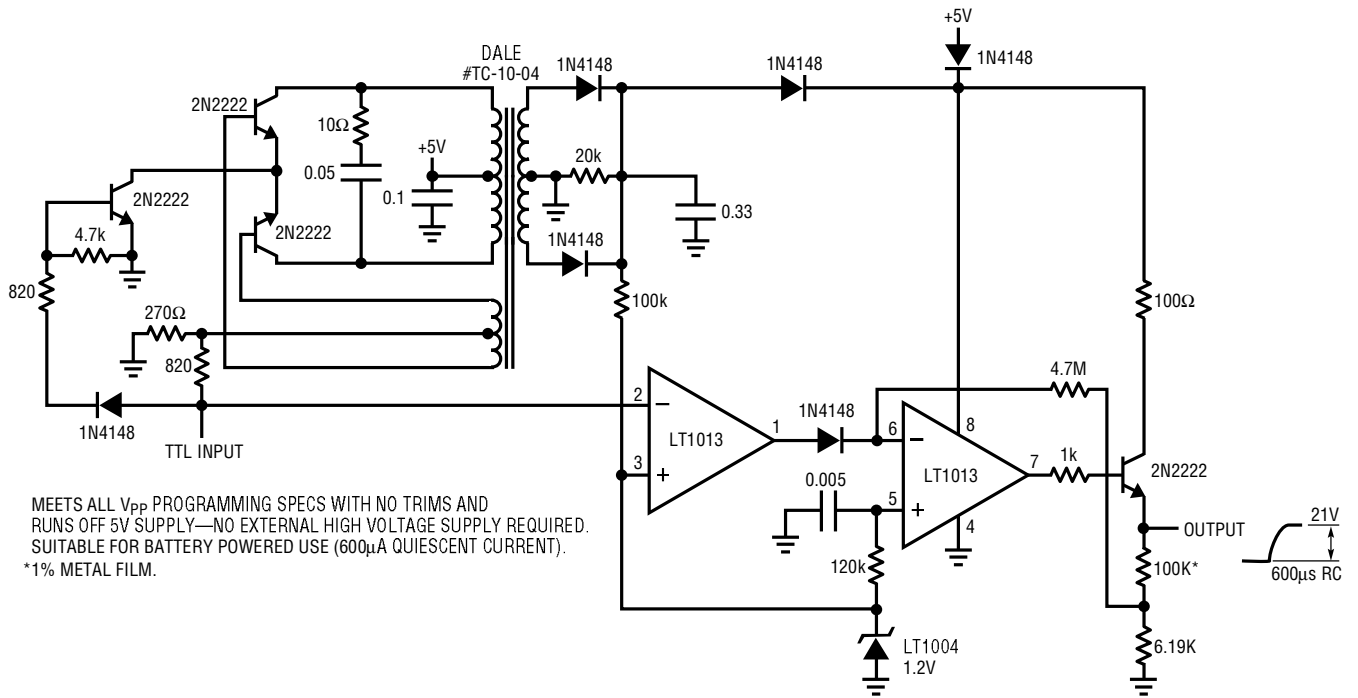 +5V
DALE
#TC-10-04
1N4148
1N4148
1N4148
2N2222
10Ω
+5V
20k
0.05
0.1
2N2222
0.33
2N2222
4.7k
1N4148
820
100k
100Ω
270Ω
820
4.7M
2
1N4148
1N4148
6
8
LT1013
1
7
1k
TTL INPUT
3
0.005
LT1013
2N2222
5
4
MEETS ALL VPP PROGRAMMING SPECS WITH NO TRIMS AND
RUNS OFF 5V SUPPLY—NO EXTERNAL HIGH VOLTAGE SUPPLY REQUIRED.
SUITABLE FOR BATTERY POWERED USE (600µA QUIESCENT CURRENT).
*1% METAL FILM.
OUTPUT
21V
120k
100K*
600µs RC
LT1004
1.2V
6.19K
−
+
−
+